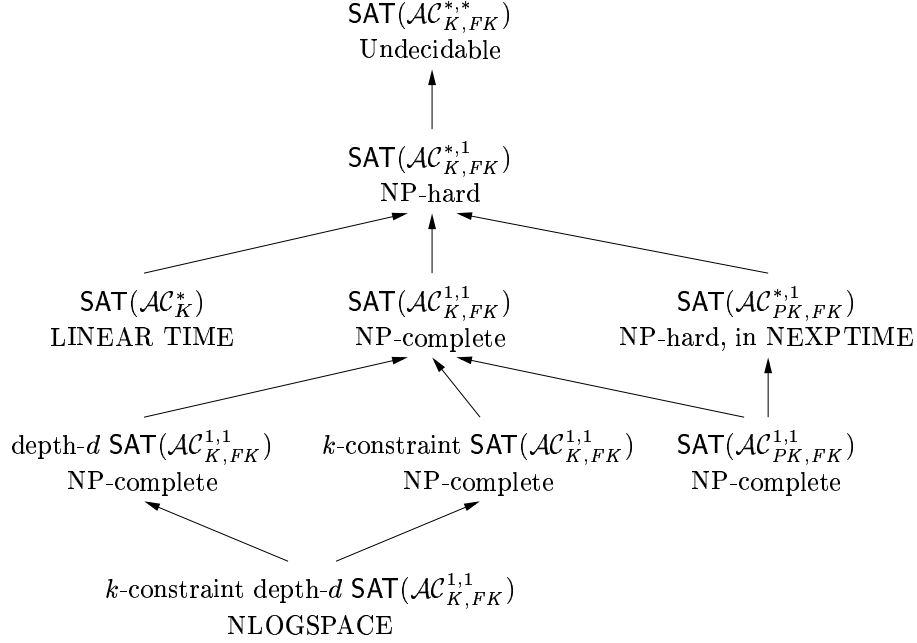 SAT(AC^{*,*}_{K,FK})
Undecidable
SAT(AC^{*,1}_{K,FK})
NP-hard
SAT(AC^{*}_{K})
LINEAR TIME
SAT(AC^{1,1}_{K,FK})
NP-complete
SAT(AC^{*,1}_{PK,FK})
NP-hard, in NEXPTIME
depth-d SAT(AC^{1,1}_{K,FK})
NP-complete
k-constraint SAT(AC^{1,1}_{K,FK})
NP-complete
SAT(AC^{1,1}_{PK,FK})
NP-complete
k-constraint depth-d SAT(AC^{1,1}_{K,FK})
NLOGSPACE